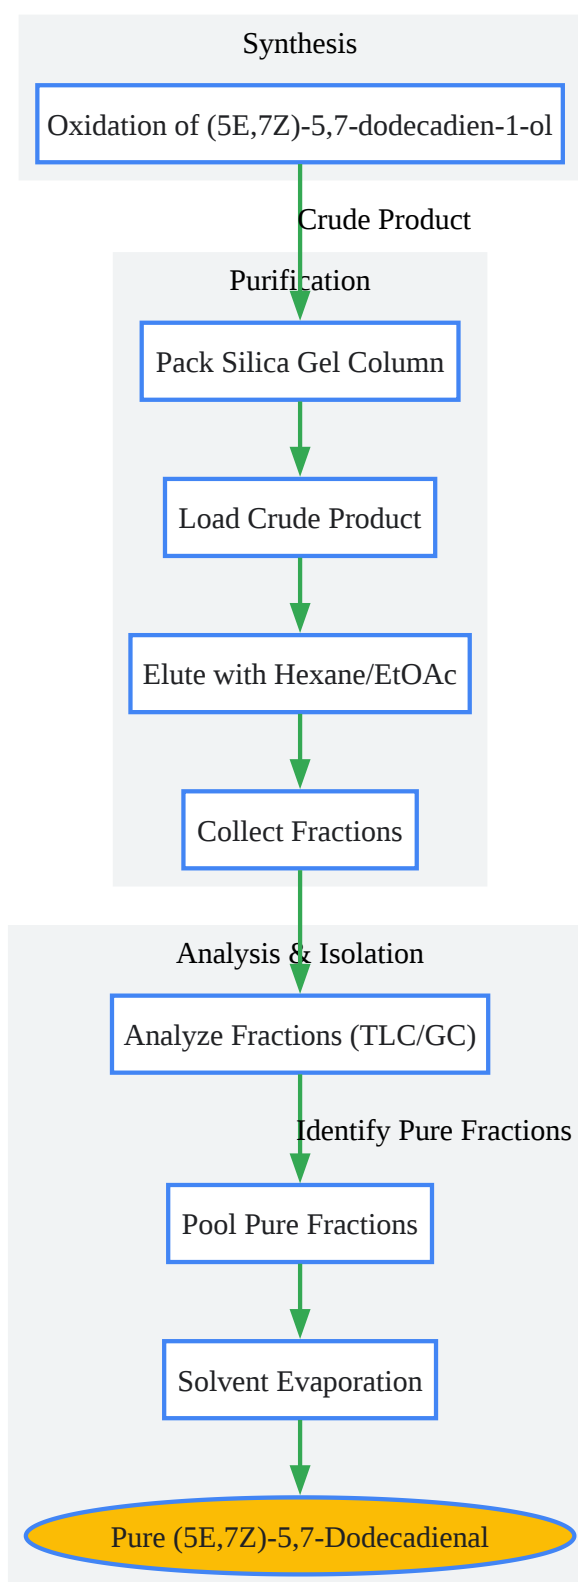 Synthesis
Oxidation of (5E,7Z)-5,7-dodecadien-1-ol
Crude Product
Purification
Pack Silica Gel Column
Load Crude Product
Elute with Hexane/EtOAc
Collect Fractions
Analysis & Isolation
Analyze Fractions (TLC/GC)
Identify Pure Fractions
Pool Pure Fractions
Solvent Evaporation
Pure (5E,7Z)-5,7-Dodecadienal